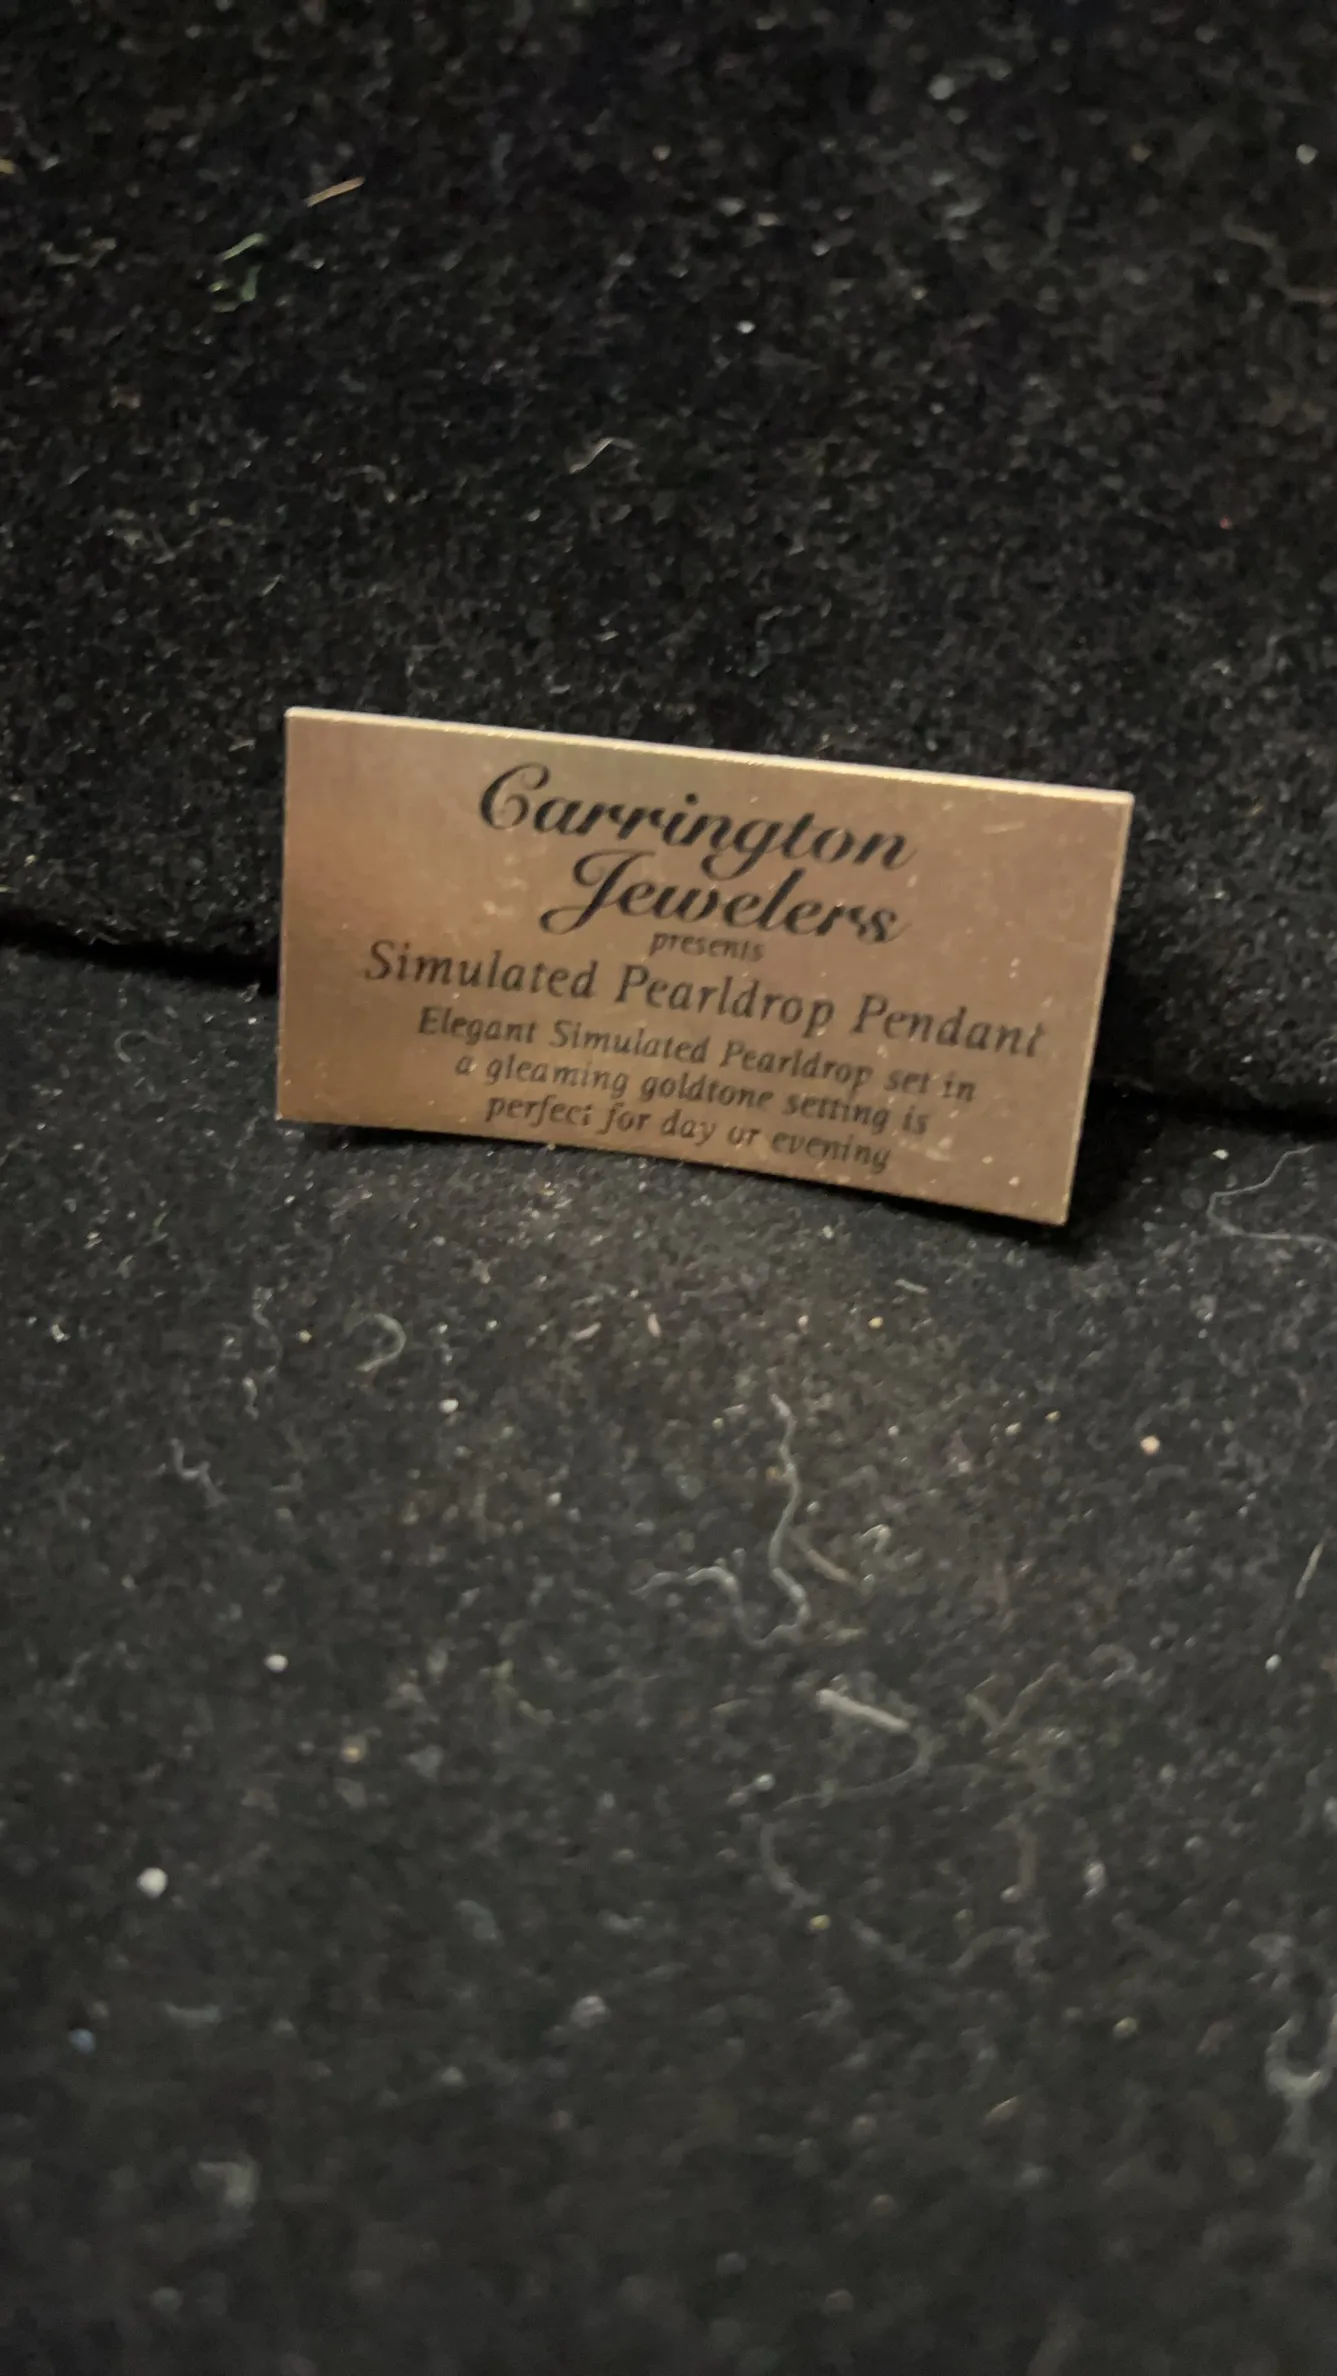 Carrington
Jewelers
presents
Simulated Pearldrop Pendant
Elegant Simulated Pearldrop set in
a gleaming goldtone setting is
perfect for day or evening